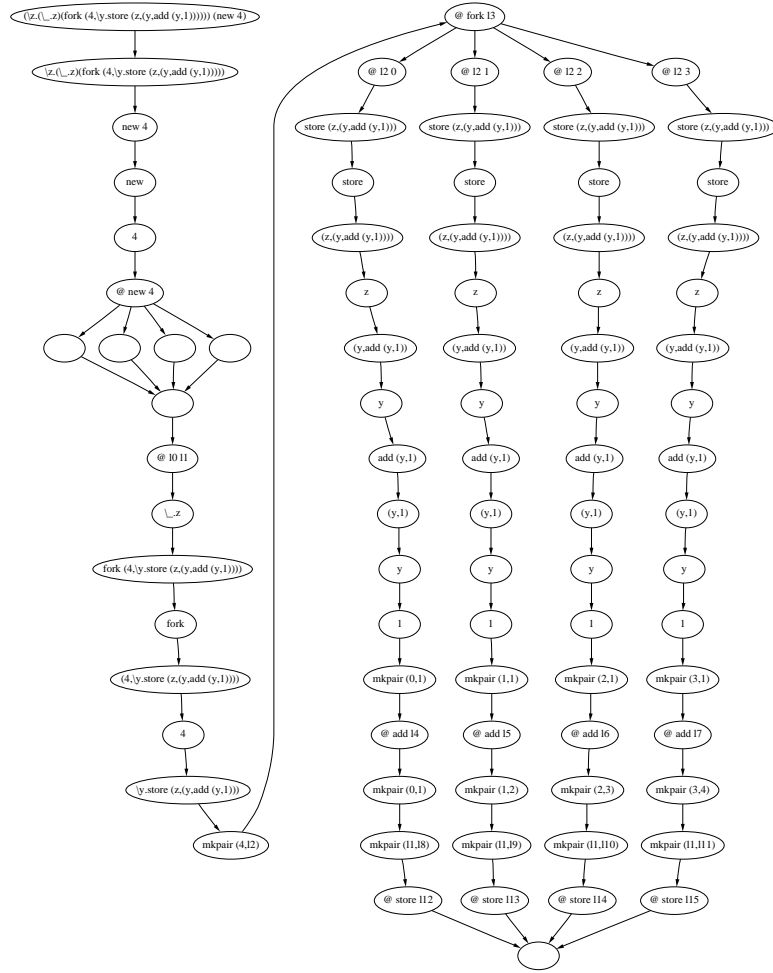 (\z.(\_.z)(fork (4,\y.store (z,(y,add (y,1)))))) (new 4)
\z.(\_.z)(fork (4,\y.store (z,(y,add (y,1)))))
new 4
new
4
@ new 4
@ l0 l1
\_.z
fork (4,\y.store (z,(y,add (y,1))))
fork
(4,\y.store (z,(y,add (y,1))))
4
\y.store (z,(y,add (y,1)))
mkpair (4,l2)
@ fork l3
@ l2 0
@ l2 1
@ l2 2
@ l2 3
store (z,(y,add (y,1)))
store (z,(y,add (y,1)))
store (z,(y,add (y,1)))
store (z,(y,add (y,1)))
store
store
store
store
(z,(y,add (y,1))))
(z,(y,add (y,1))))
(z,(y,add (y,1))))
(z,(y,add (y,1))))
z
z
z
z
(y,add (y,1))
(y,add (y,1))
(y,add (y,1))
(y,add (y,1))
y
y
y
y
add (y,1)
add (y,1)
add (y,1)
add (y,1)
(y,1)
(y,1)
(y,1)
(y,1)
y
y
y
y
1
1
1
1
mkpair (0,1)
mkpair (1,1)
mkpair (2,1)
mkpair (3,1)
@ add l4
@ add l5
@ add l6
@ add l7
mkpair (0,1)
mkpair (1,2)
mkpair (2,3)
mkpair (3,4)
mkpair (l1,l8)
mkpair (l1,l9)
mkpair (l1,l10)
mkpair (l1,l11)
@ store l12
@ store l13
@ store l14
@ store l15